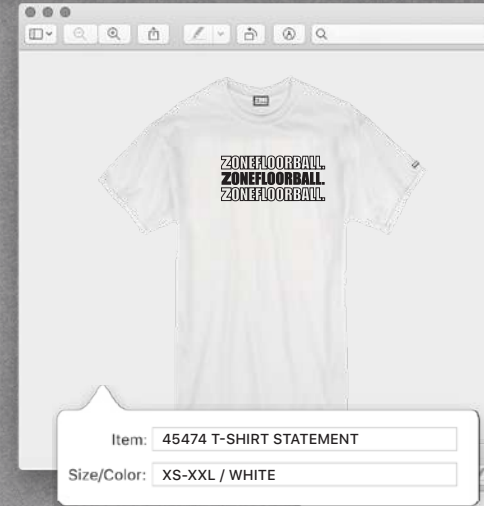 ZONEFLOORBALL.
ZONEFLOORBALL.
ZONEFLOORBALL.
Item: 45474 T-SHIRT STATEMENT
Size/Color: XS-XXL / WHITE